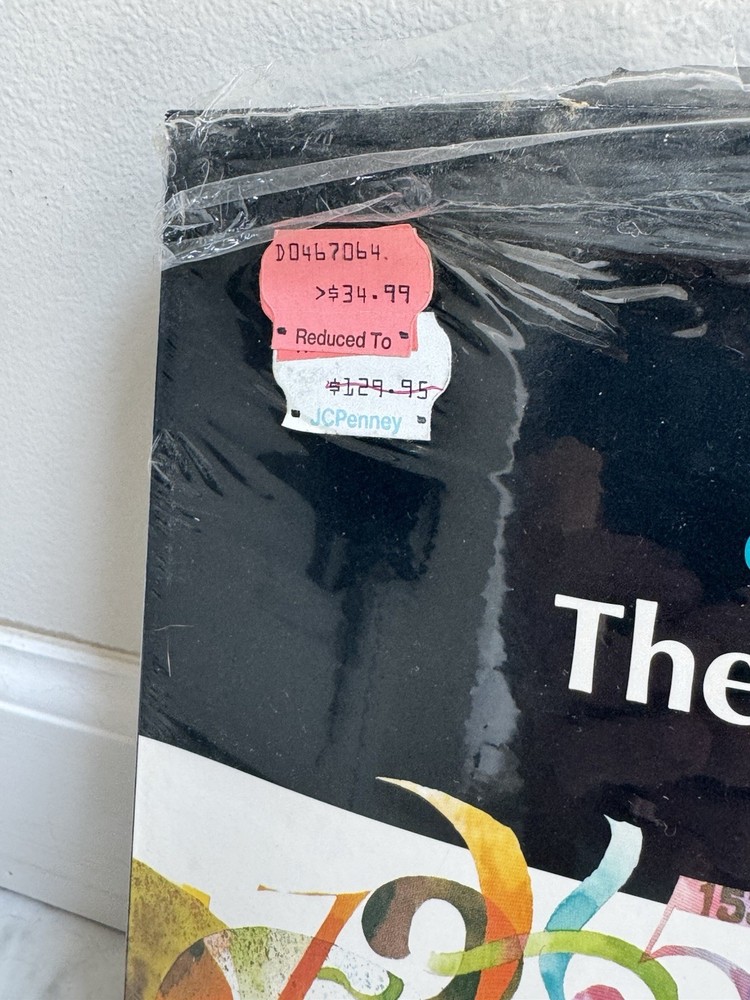 D0467064.
>$34.99
Reduced To
$129.95
JCPenney
The